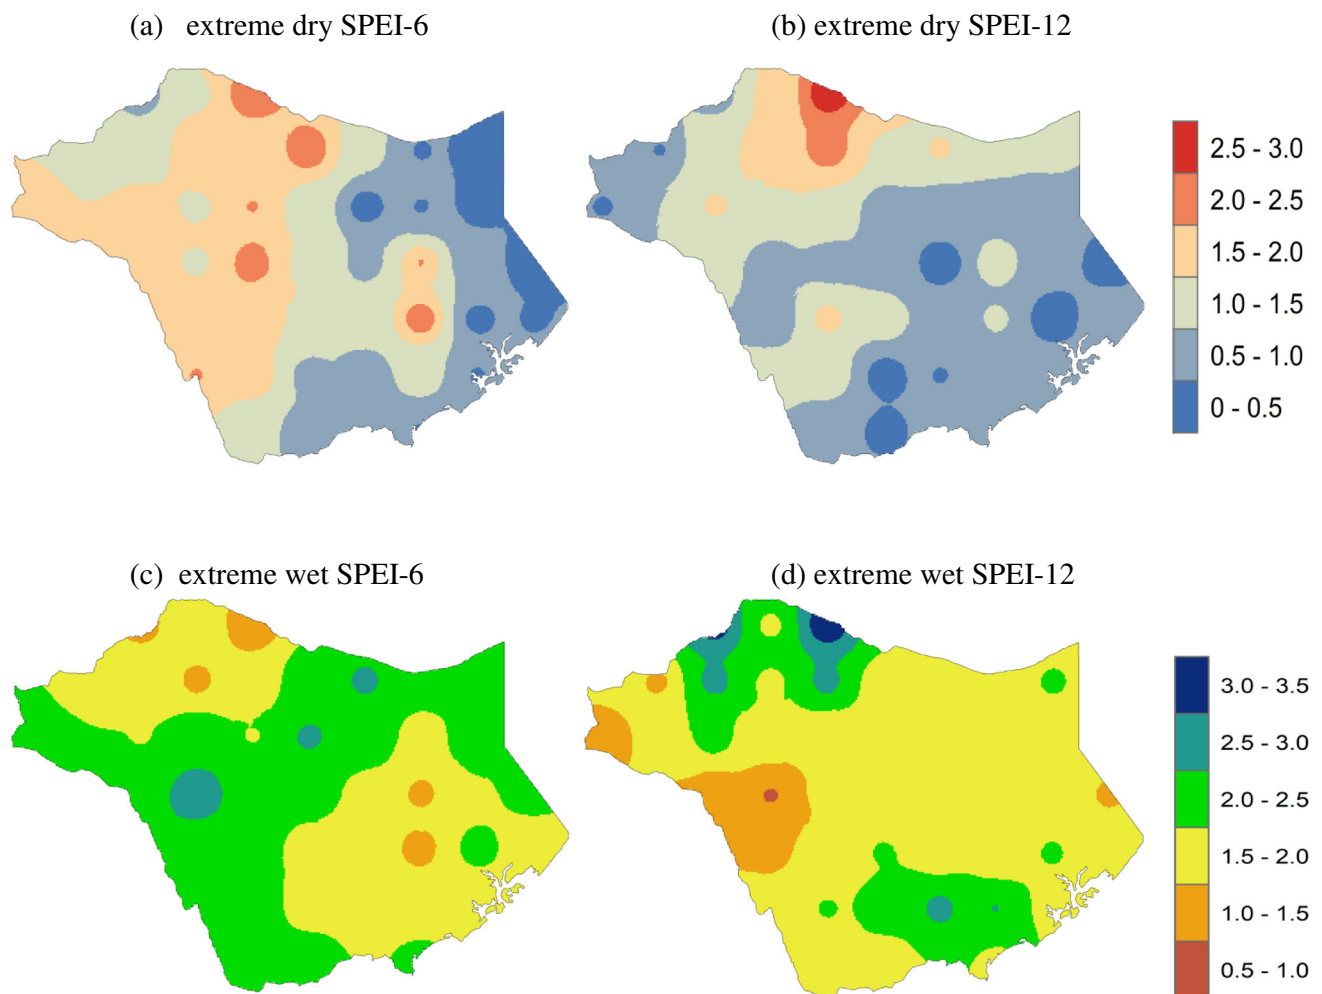 (a) extreme dry SPEI-6
(b) extreme dry SPEI-12
2.5 - 3.0
2.0 - 2.5
1.5 - 2.0
1.0 - 1.5
0.5 - 1.0
0 - 0.5
(c) extreme wet SPEI-6
(d) extreme wet SPEI-12
3.0 - 3.5
2.5 - 3.0
2.0 - 2.5
1.5 - 2.0
1.0 - 1.5
0.5 - 1.0